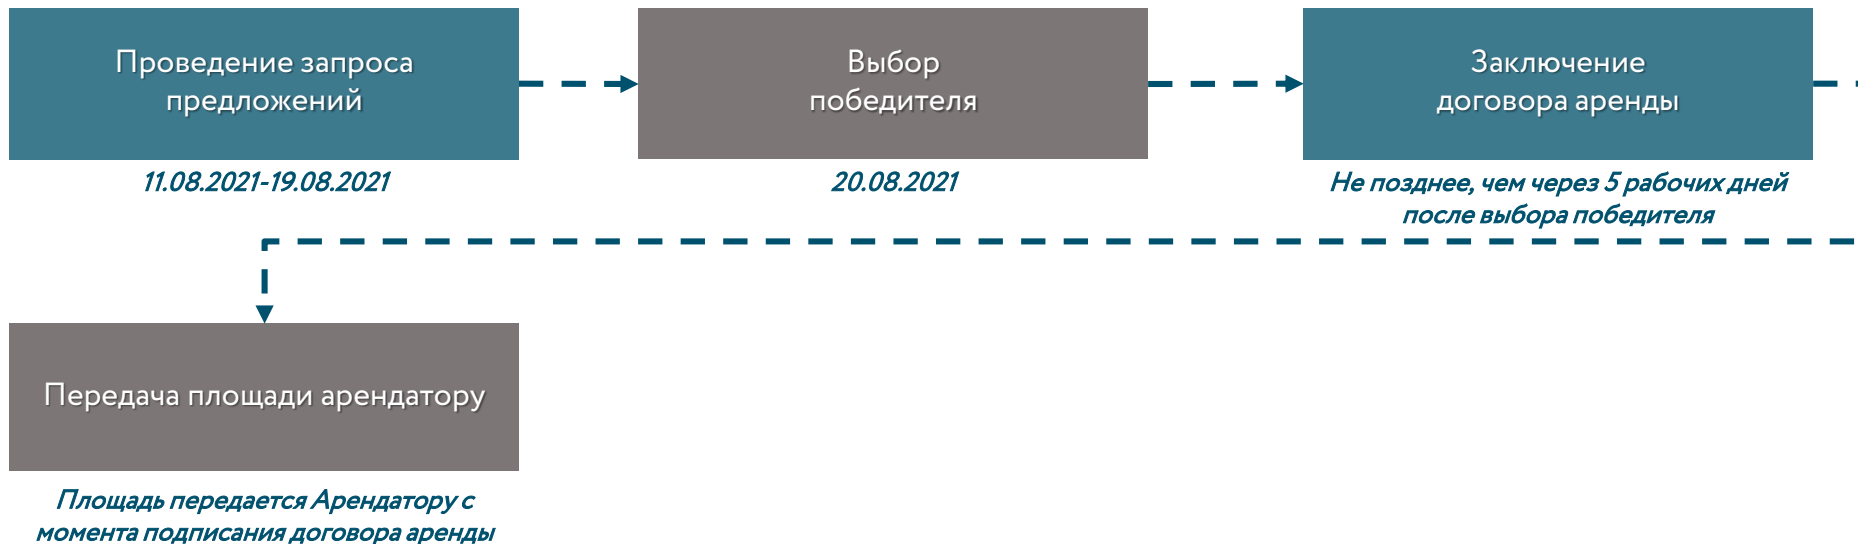 Проведение запроса
предложений
11.08.2021-19.08.2021
Выбор
победителя
20.08.2021
Заключение
договора аренды
Не позднее, чем через 5 рабочих дней
после выбора победителя
Передача площади арендатору
Площадь передается Арендатору с
момента подписания договора аренды